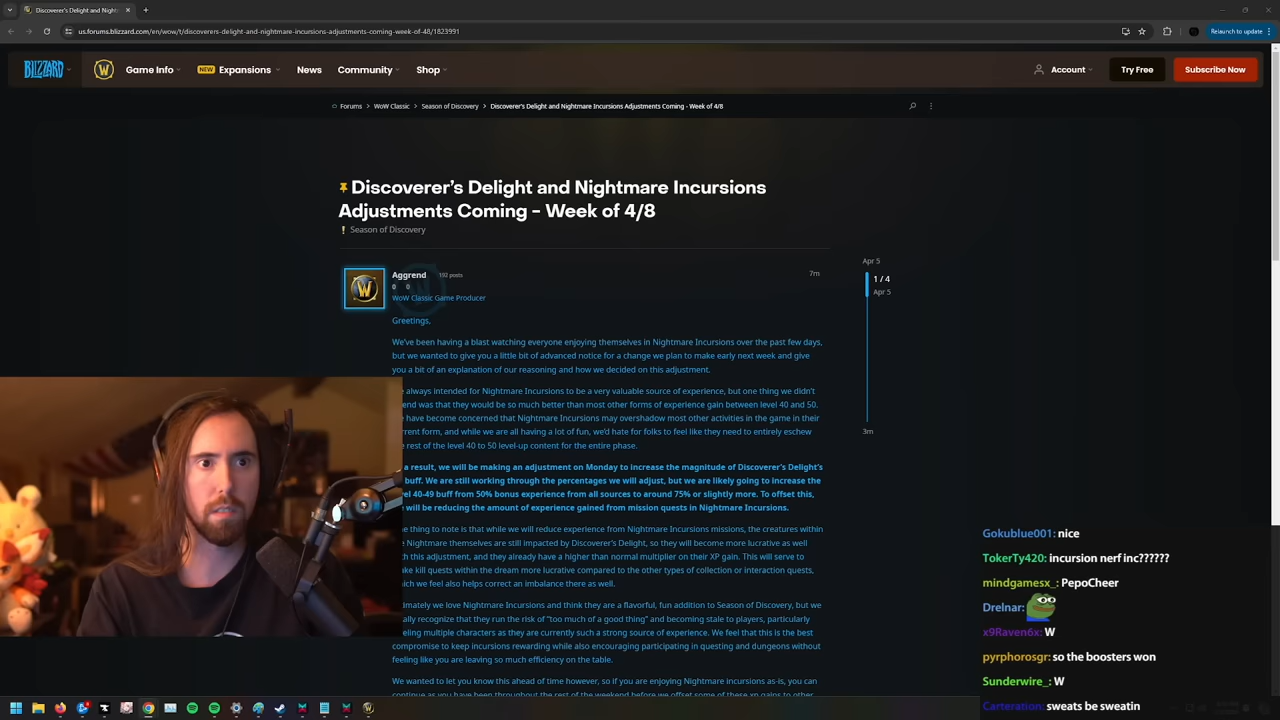 Discoverer's Delight and Nightm
us.forums.blizzard.com/en/wow/t/discoverers-delight-and-nightmare-incursions-adjustments-coming-week-of-48/1823991
Relaunch to update
BLIZZARD
Game Info
NEW Expansions
News
Community
Shop
Account
Try Free
Subscribe Now
Forums > WoW Classic > Season of Discovery > Discoverer's Delight and Nightmare Incursions Adjustments Coming - Week of 4/8
Discoverer's Delight and Nightmare Incursions
Adjustments Coming - Week of 4/8
Season of Discovery
Aggrend 192 posts 7m
0 0
WoW Classic Game Producer
Apr 5
1 / 4
Apr 5
3m
Greetings,
We've been having a blast watching everyone enjoying themselves in Nightmare Incursions over the past few days,
but we wanted to give you a little bit of advanced notice for a change we plan to make early next week and give
you a bit of an explanation of our reasoning and how we decided on this adjustment.
always intended for Nightmare Incursions to be a very valuable source of experience, but one thing we didn't
end was that they would be so much better than most other forms of experience gain between level 40 and 50.
have become concerned that Nightmare Incursions may overshadow most other activities in the game in their
rrent form, and while we are all having a lot of fun, we'd hate for folks to feel like they need to entirely eschew
rest of the level 40 to 50 level-up content for the entire phase.
a result, we will be making an adjustment on Monday to increase the magnitude of Discoverer's Delight's
buff. We are still working through the percentages we will adjust, but we are likely going to increase the
vel 40-49 buff from 50% bonus experience from all sources to around 75% or slightly more. To offset this,
will be reducing the amount of experience gained from mission quests in Nightmare Incursions.
ne thing to note is that while we will reduce experience from Nightmare Incursions missions, the creatures within
e Nightmare themselves are still impacted by Discoverer's Delight, so they will become more lucrative as well
th this adjustment, and they already have a higher than normal multiplier on their XP gain. This will serve to
ke kill quests within the dream more lucrative compared to the other types of collection or interaction quests,
hich we feel also helps correct an imbalance there as well.
timately we love Nightmare Incursions and think they are a flavorful, fun addition to Season of Discovery, but we
ally recognize that they run the risk of "too much of a good thing" and becoming stale to players, particularly
eling multiple characters as they are currently such a strong source of experience. We feel that this is the best
compromise to keep incursions rewarding while also encouraging participating in questing and dungeons without
feeling like you are leaving so much efficiency on the table.
We wanted to let you know this ahead of time however, so if you are enjoying Nightmare incursions as-is, you can
continue as you have been throughout the rest of the weekend before we offset some of these xp gains to other
Gokublue001: nice
TokerTy420: incursion nerf inc??????
mindgamesx_: PepoCheer
Drelnar:
x9Raven6x: W
pyrphorosgr: so the boosters won
Sunderwire_: W
Carteration: sweats be sweatin